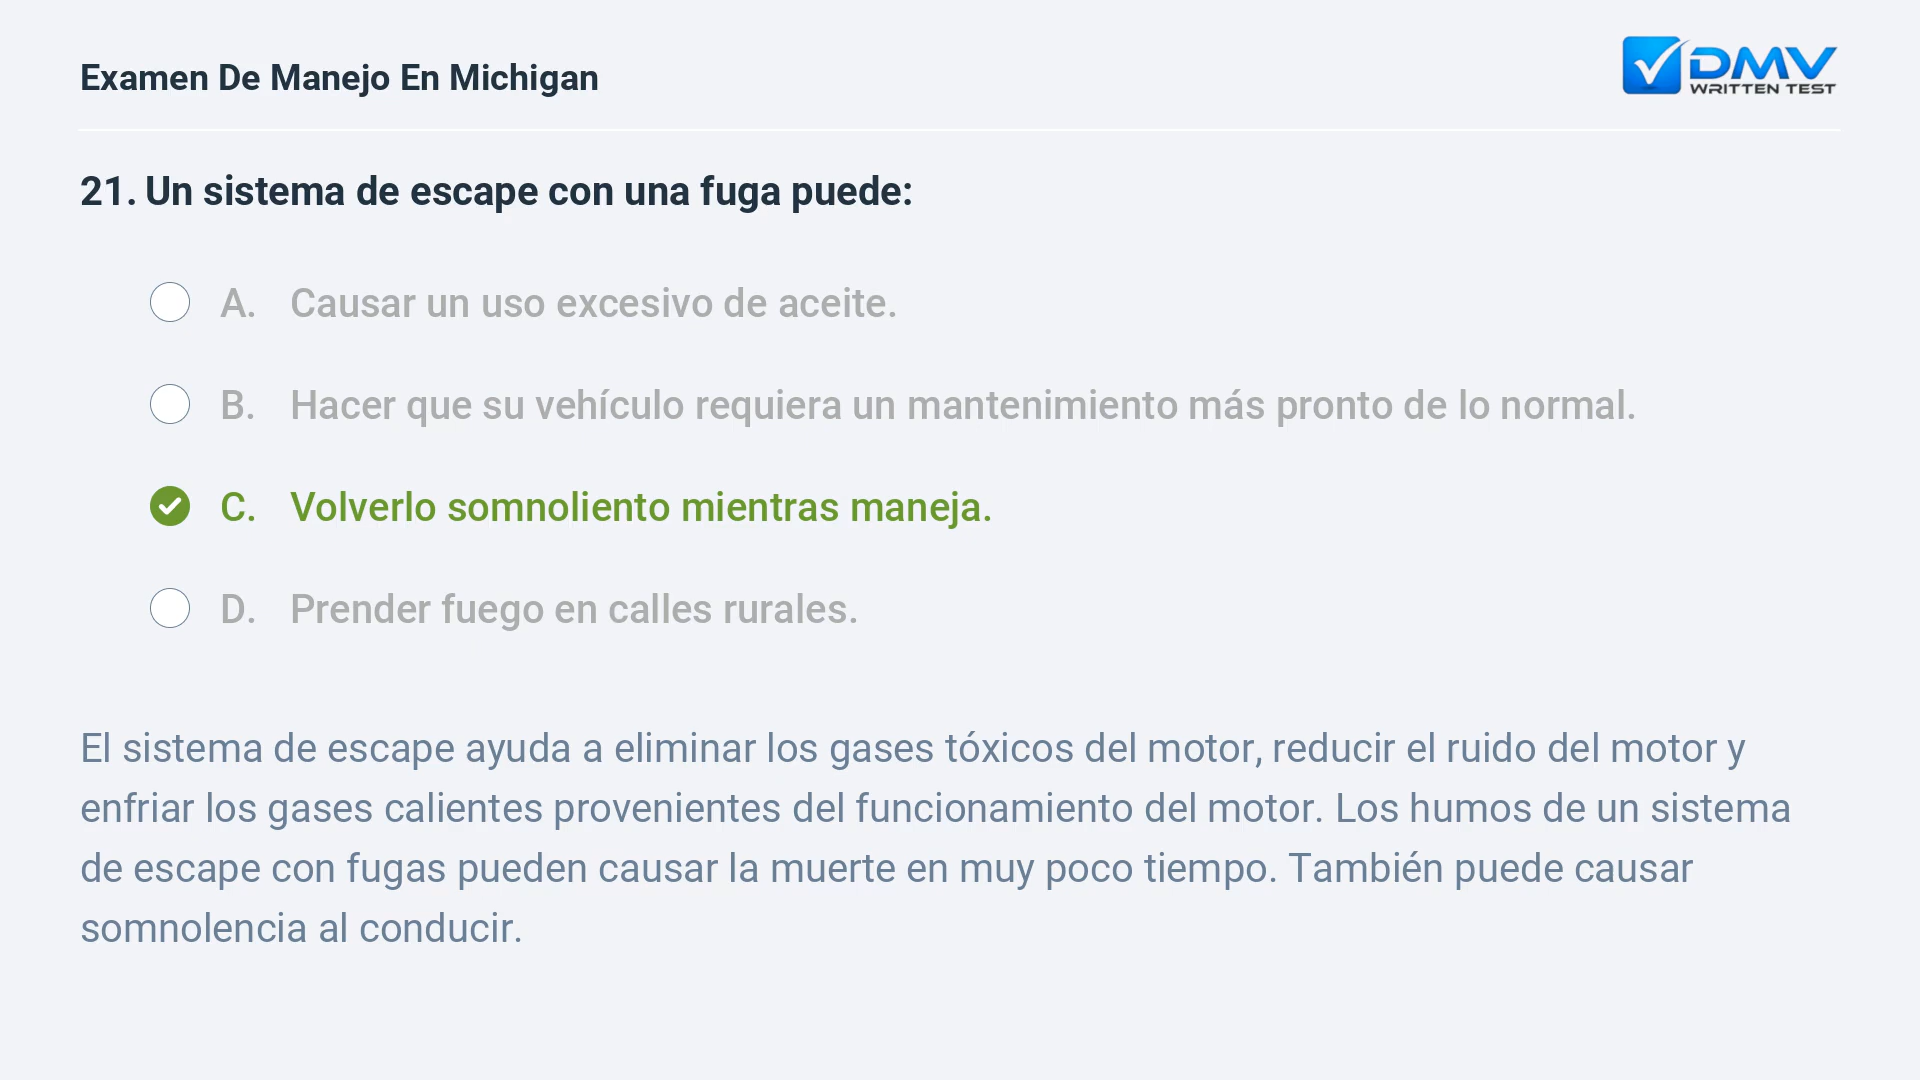 Examen De Manejo En Michigan
DMV
WRITTEN TEST
21. Un sistema de escape con una fuga puede:
A. Causar un uso excesivo de aceite.
B. Hacer que su vehículo requiera un mantenimiento más pronto de lo normal.
C. Volverlo somnoliento mientras maneja.
D. Prender fuego en calles rurales.
El sistema de escape ayuda a eliminar los gases tóxicos del motor, reducir el ruido del motor y
enfriar los gases calientes provenientes del funcionamiento del motor. Los humos de un sistema
de escape con fugas pueden causar la muerte en muy poco tiempo. También puede causar
somnolencia al conducir.